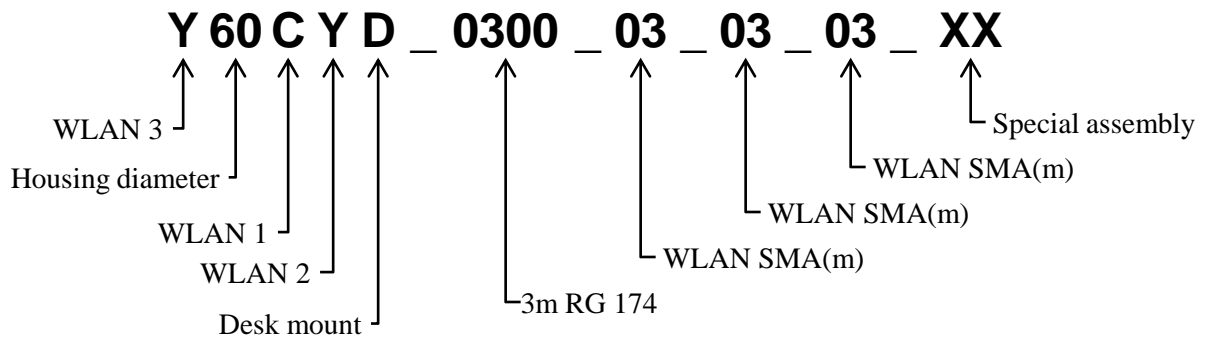 Y 60 C Y D _ 0300 _ 03 _ 03 _ 03 _ XX
WLAN 3
Special assembly
Housing diameter
WLAN SMA(m)
WLAN SMA(m)
WLAN 1
WLAN SMA(m)
WLAN 2
3m RG 174
Desk mount